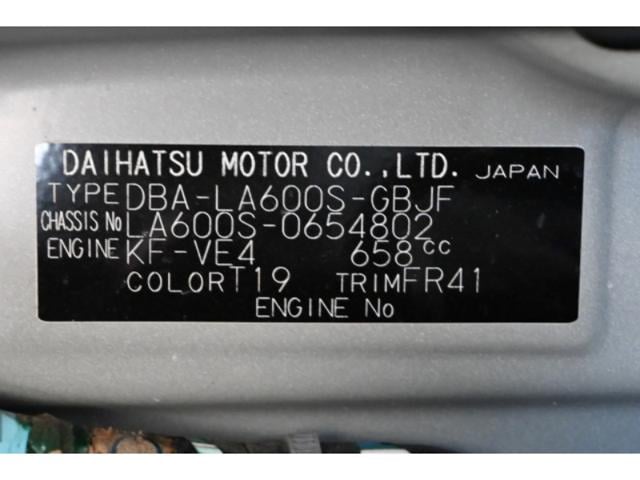 DAIHATSU MOTOR CO.,LTD. JAPAN
TYPE DBA-LA600S-GBJF
CHASSIS No LA600S-0654802
ENGINE KF-VE4 658cc
COLOR T19 TRIM FR41
ENGINE No